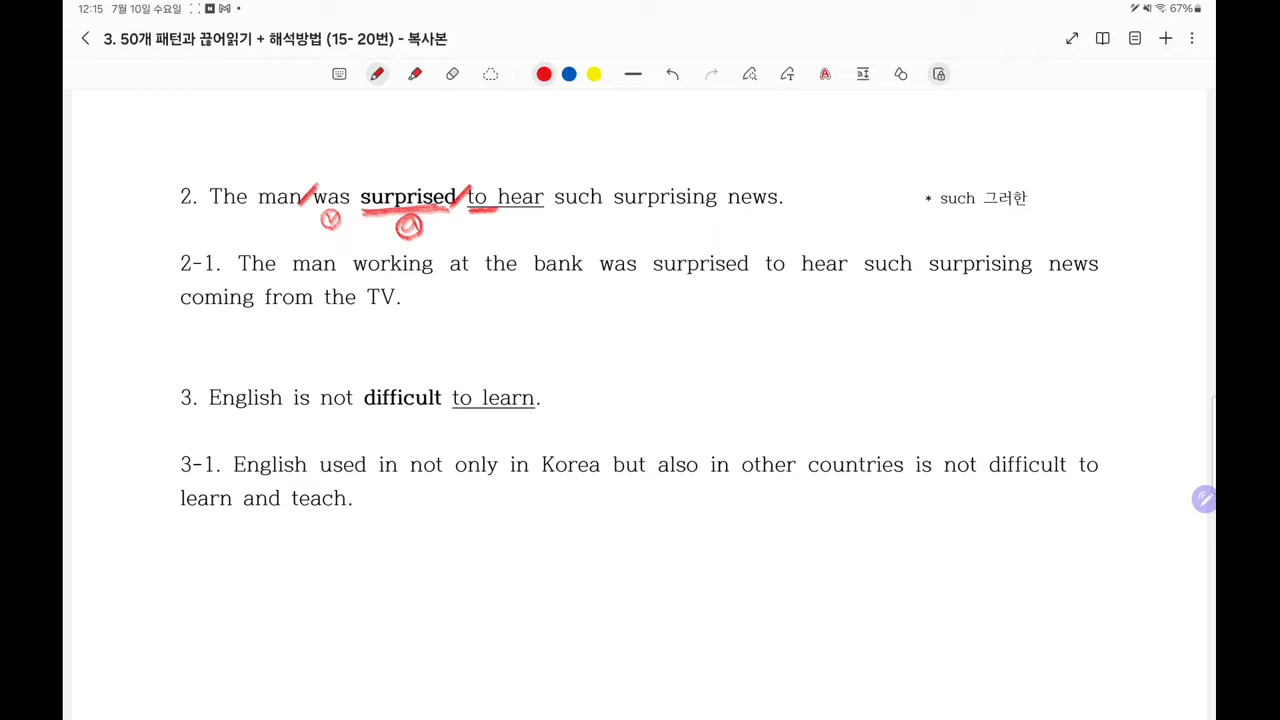 12:15 7월 10일 수요일
67%
3. 50개 패턴과 끊어읽기 + 해석방법 (15- 20번) - 복사본
2. The man was surprised to hear such surprising news. * such 그러한
V a
2-1. The man working at the bank was surprised to hear such surprising news
coming from the TV.
3. English is not difficult to learn.
3-1. English used in not only in Korea but also in other countries is not difficult to
learn and teach.